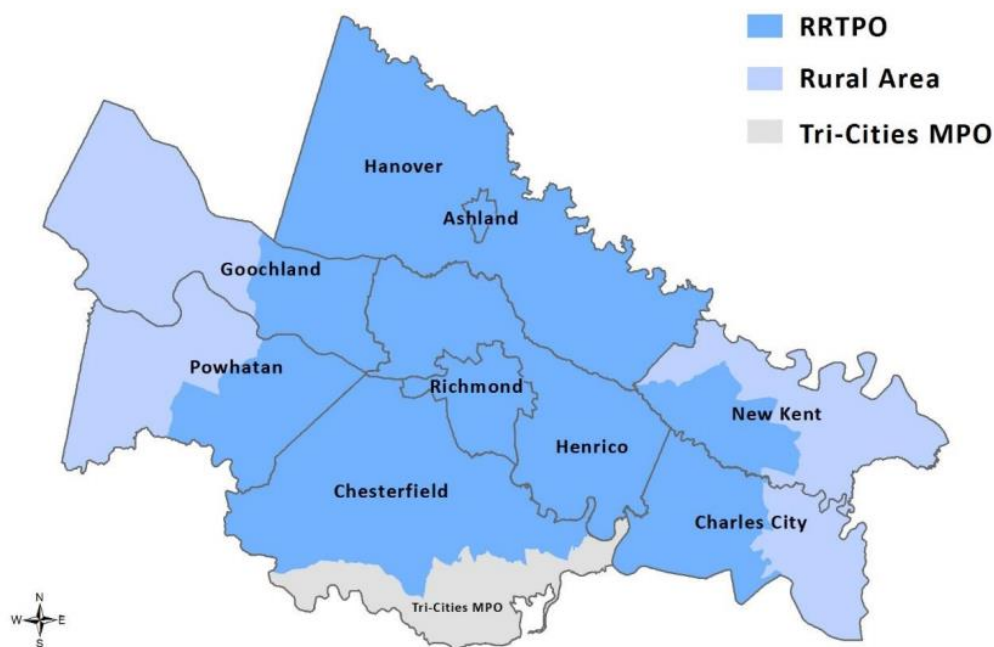 RRTPO
Rural Area
Tri-Cities MPO
Hanover
Ashland
Goochland
Powhatan
Richmond
New Kent
Henrico
Chesterfield
Charles City
Tri-Cities MPO
N
W E
S